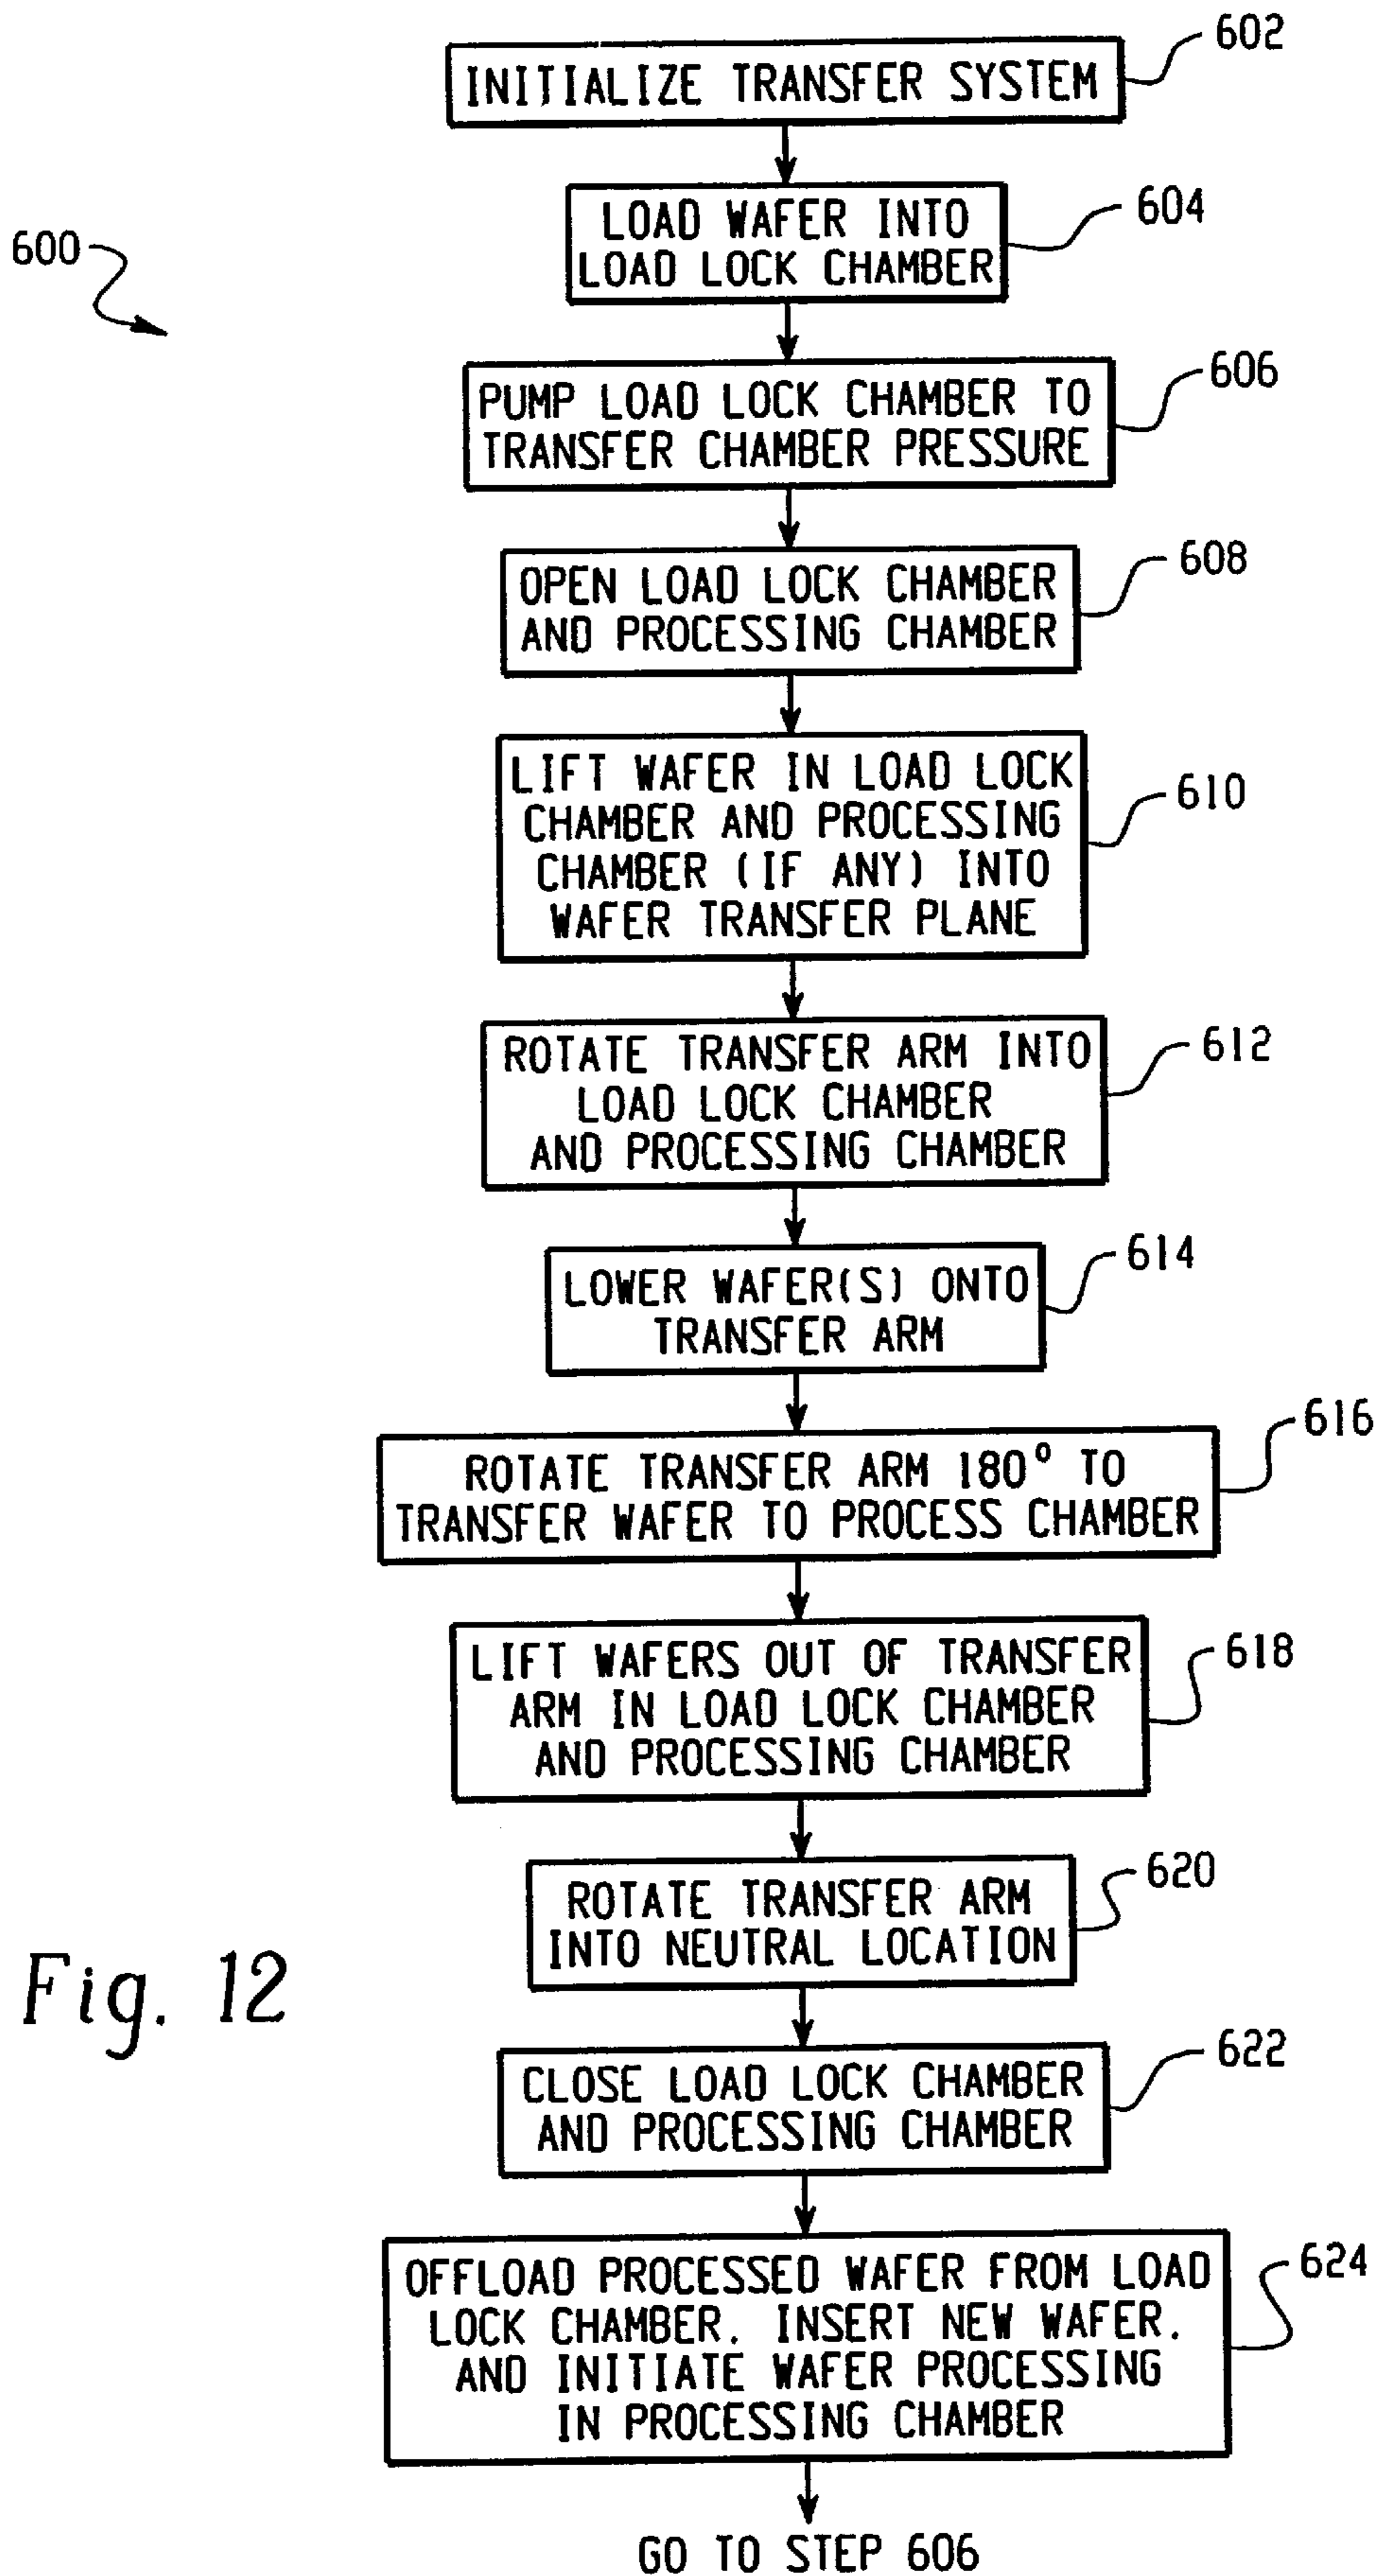 602
INITIALIZE TRANSFER SYSTEM
604
LOAD WAFER INTO
LOAD LOCK CHAMBER
600
606
PUMP LOAD LOCK CHAMBER TO
TRANSFER CHAMBER PRESSURE
608
OPEN LOAD LOCK CHAMBER
AND PROCESSING CHAMBER
610
LIFT WAFER IN LOAD LOCK
CHAMBER AND PROCESSING
CHAMBER (IF ANY) INTO
WAFER TRANSFER PLANE
612
ROTATE TRANSFER ARM INTO
LOAD LOCK CHAMBER
AND PROCESSING CHAMBER
614
LOWER WAFER(S) ONTO
TRANSFER ARM
616
ROTATE TRANSFER ARM 180° TO
TRANSFER WAFER TO PROCESS CHAMBER
618
LIFT WAFERS OUT OF TRANSFER
ARM IN LOAD LOCK CHAMBER
AND PROCESSING CHAMBER
620
ROTATE TRANSFER ARM
INTO NEUTRAL LOCATION
Fig. 12
622
CLOSE LOAD LOCK CHAMBER
AND PROCESSING CHAMBER
624
OFFLOAD PROCESSED WAFER FROM LOAD
LOCK CHAMBER. INSERT NEW WAFER.
AND INITIATE WAFER PROCESSING
IN PROCESSING CHAMBER
GO TO STEP 606